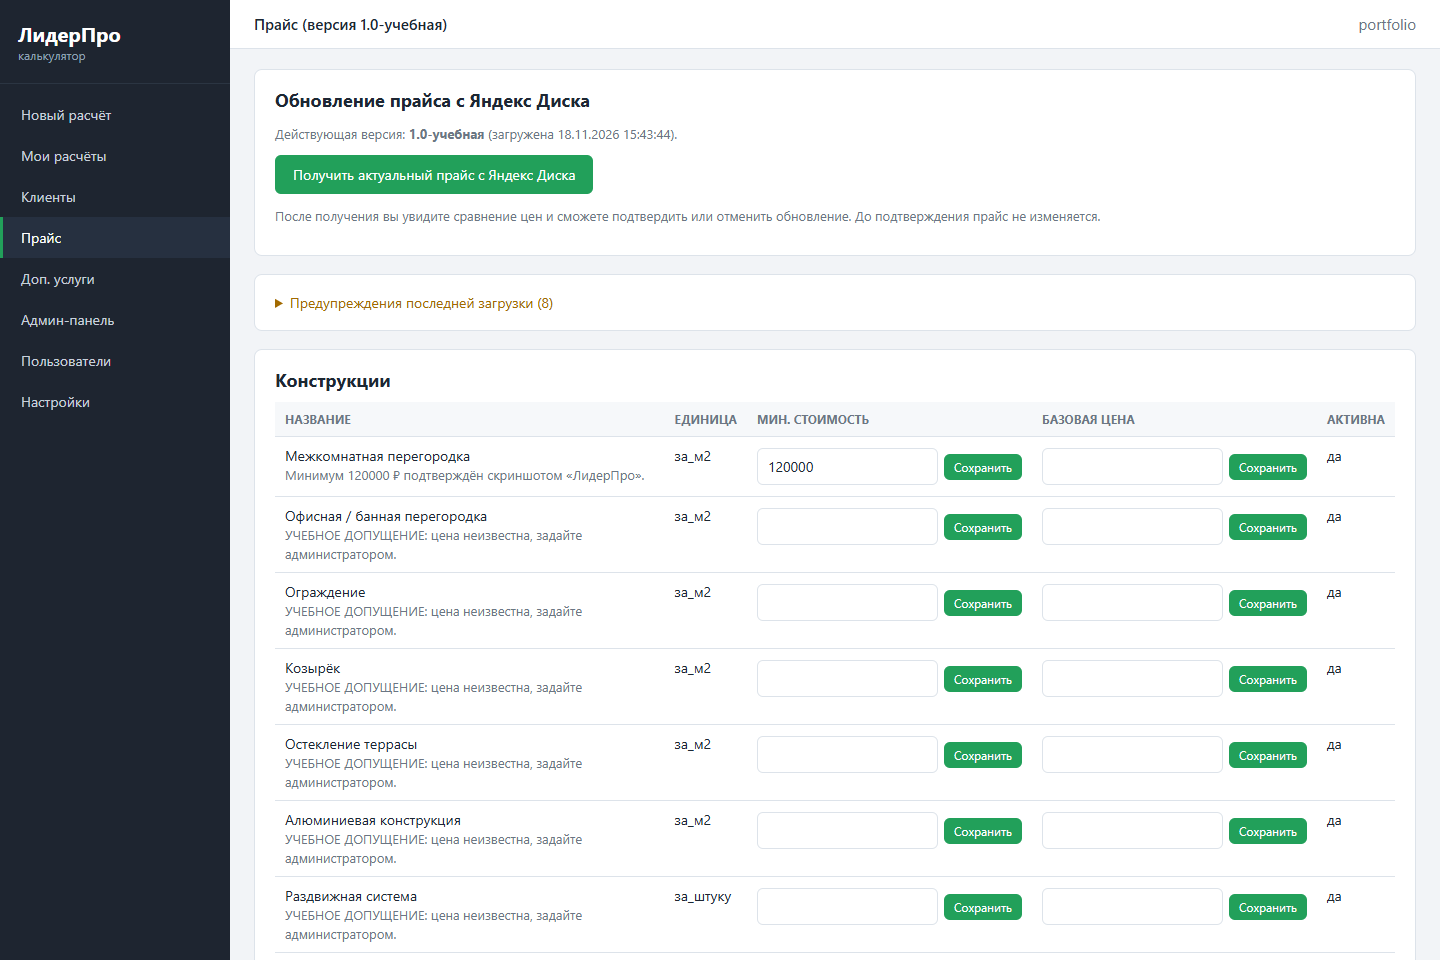 ЛидерПро
калькулятор
Новый расчёт
Мои расчёты
Клиенты
Прайс
Доп. услуги
Админ-панель
Пользователи
Настройки
Прайс (версия 1.0-учебная)
portfolio
Обновление прайса с Яндекс Диска
Действующая версия: 1.0-учебная (загружена 18.11.2026 15:43:44).
Получить актуальный прайс с Яндекс Диска
После получения вы увидите сравнение цен и сможете подтвердить или отменить обновление. До подтверждения прайс не изменяется.
Предупреждения последней загрузки (8)
Конструкции
НАЗВАНИЕ ЕДИНИЦА МИН. СТОИМОСТЬ БАЗОВАЯ ЦЕНА АКТИВНА
Межкомнатная перегородка за_м2 120000 Сохранить Сохранить да
Минимум 120000 ₽ подтверждён скриншотом «ЛидерПро».
Офисная / банная перегородка за_м2 Сохранить Сохранить да
УЧЕБНОЕ ДОПУЩЕНИЕ: цена неизвестна, задайте
администратором.
Ограждение за_м2 Сохранить Сохранить да
УЧЕБНОЕ ДОПУЩЕНИЕ: цена неизвестна, задайте
администратором.
Козырёк за_м2 Сохранить Сохранить да
УЧЕБНОЕ ДОПУЩЕНИЕ: цена неизвестна, задайте
администратором.
Остекление террасы за_м2 Сохранить Сохранить да
УЧЕБНОЕ ДОПУЩЕНИЕ: цена неизвестна, задайте
администратором.
Алюминиевая конструкция за_м2 Сохранить Сохранить да
УЧЕБНОЕ ДОПУЩЕНИЕ: цена неизвестна, задайте
администратором.
Раздвижная система за_штуку Сохранить Сохранить да
УЧЕБНОЕ ДОПУЩЕНИЕ: цена неизвестна, задайте
администратором.